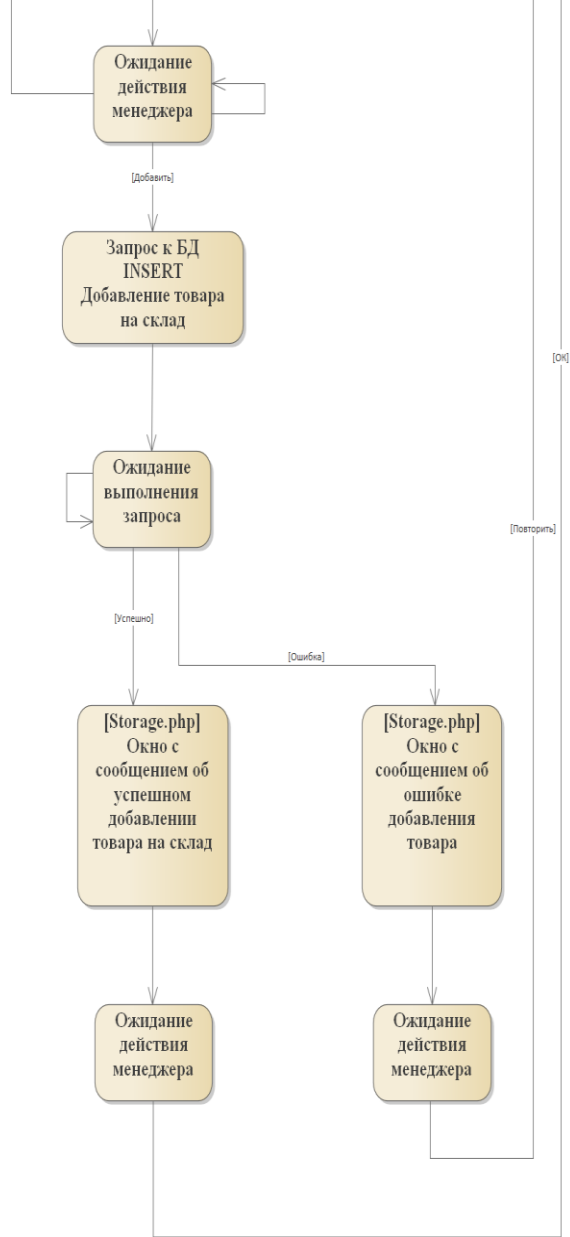 Ожидание
действия
менеджера
[Добавить]
Запрос к БД
INSERT
Добавление товара
на склад
[ОК]
Ожидание
выполнения
запроса
[Повторить]
[Успешно]
[Ошибка]
[Storage.php]
Окно с
сообщением об
успешном
добавлении
товара на склад
[Storage.php]
Окно с
сообщением об
ошибке
добавления
товара
Ожидание
действия
менеджера
Ожидание
действия
менеджера